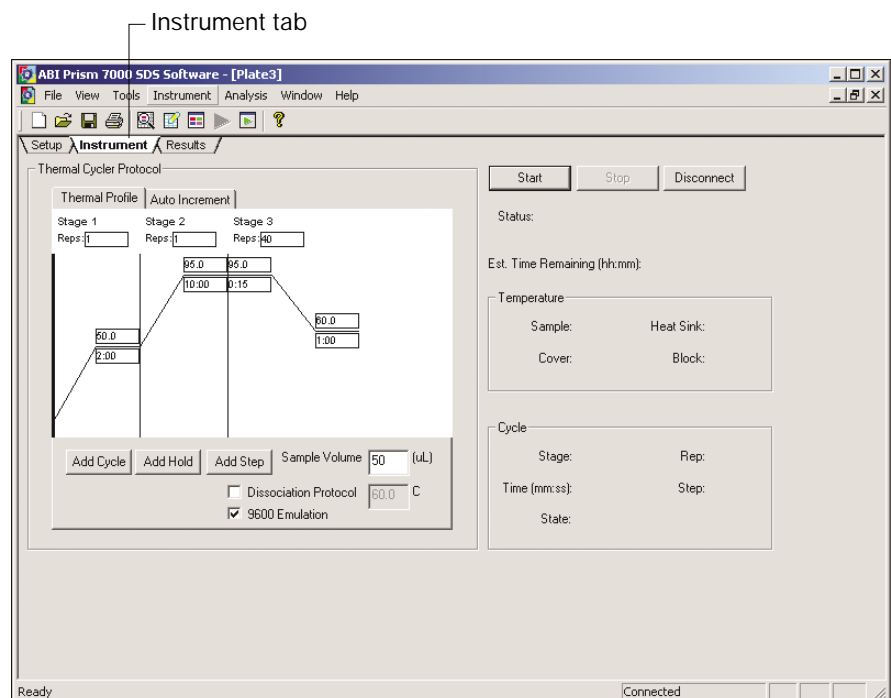 Instrument tab
ABI Prism 7000 SDS Software - [Plate3]
File View Tools Instrument Analysis Window Help
Setup Instrument Results
Thermal Cycler Protocol
Thermal Profile Auto Increment
Stage 1 Stage 2 Stage 3
Reps: 1 Reps: 1 Reps: 40
95.0 95.0
10:00 0:15
60.0
1:00
50.0
2:00
Add Cycle Add Hold Add Step Sample Volume 50 (uL)
Dissociation Protocol 60.0 C
9600 Emulation
Start Stop Disconnect
Status:
Est. Time Remaining (hh:mm):
Temperature
Sample: Heat Sink:
Cover: Block:
Cycle
Stage: Rep:
Time (mm:ss): Step:
State:
Ready Connected